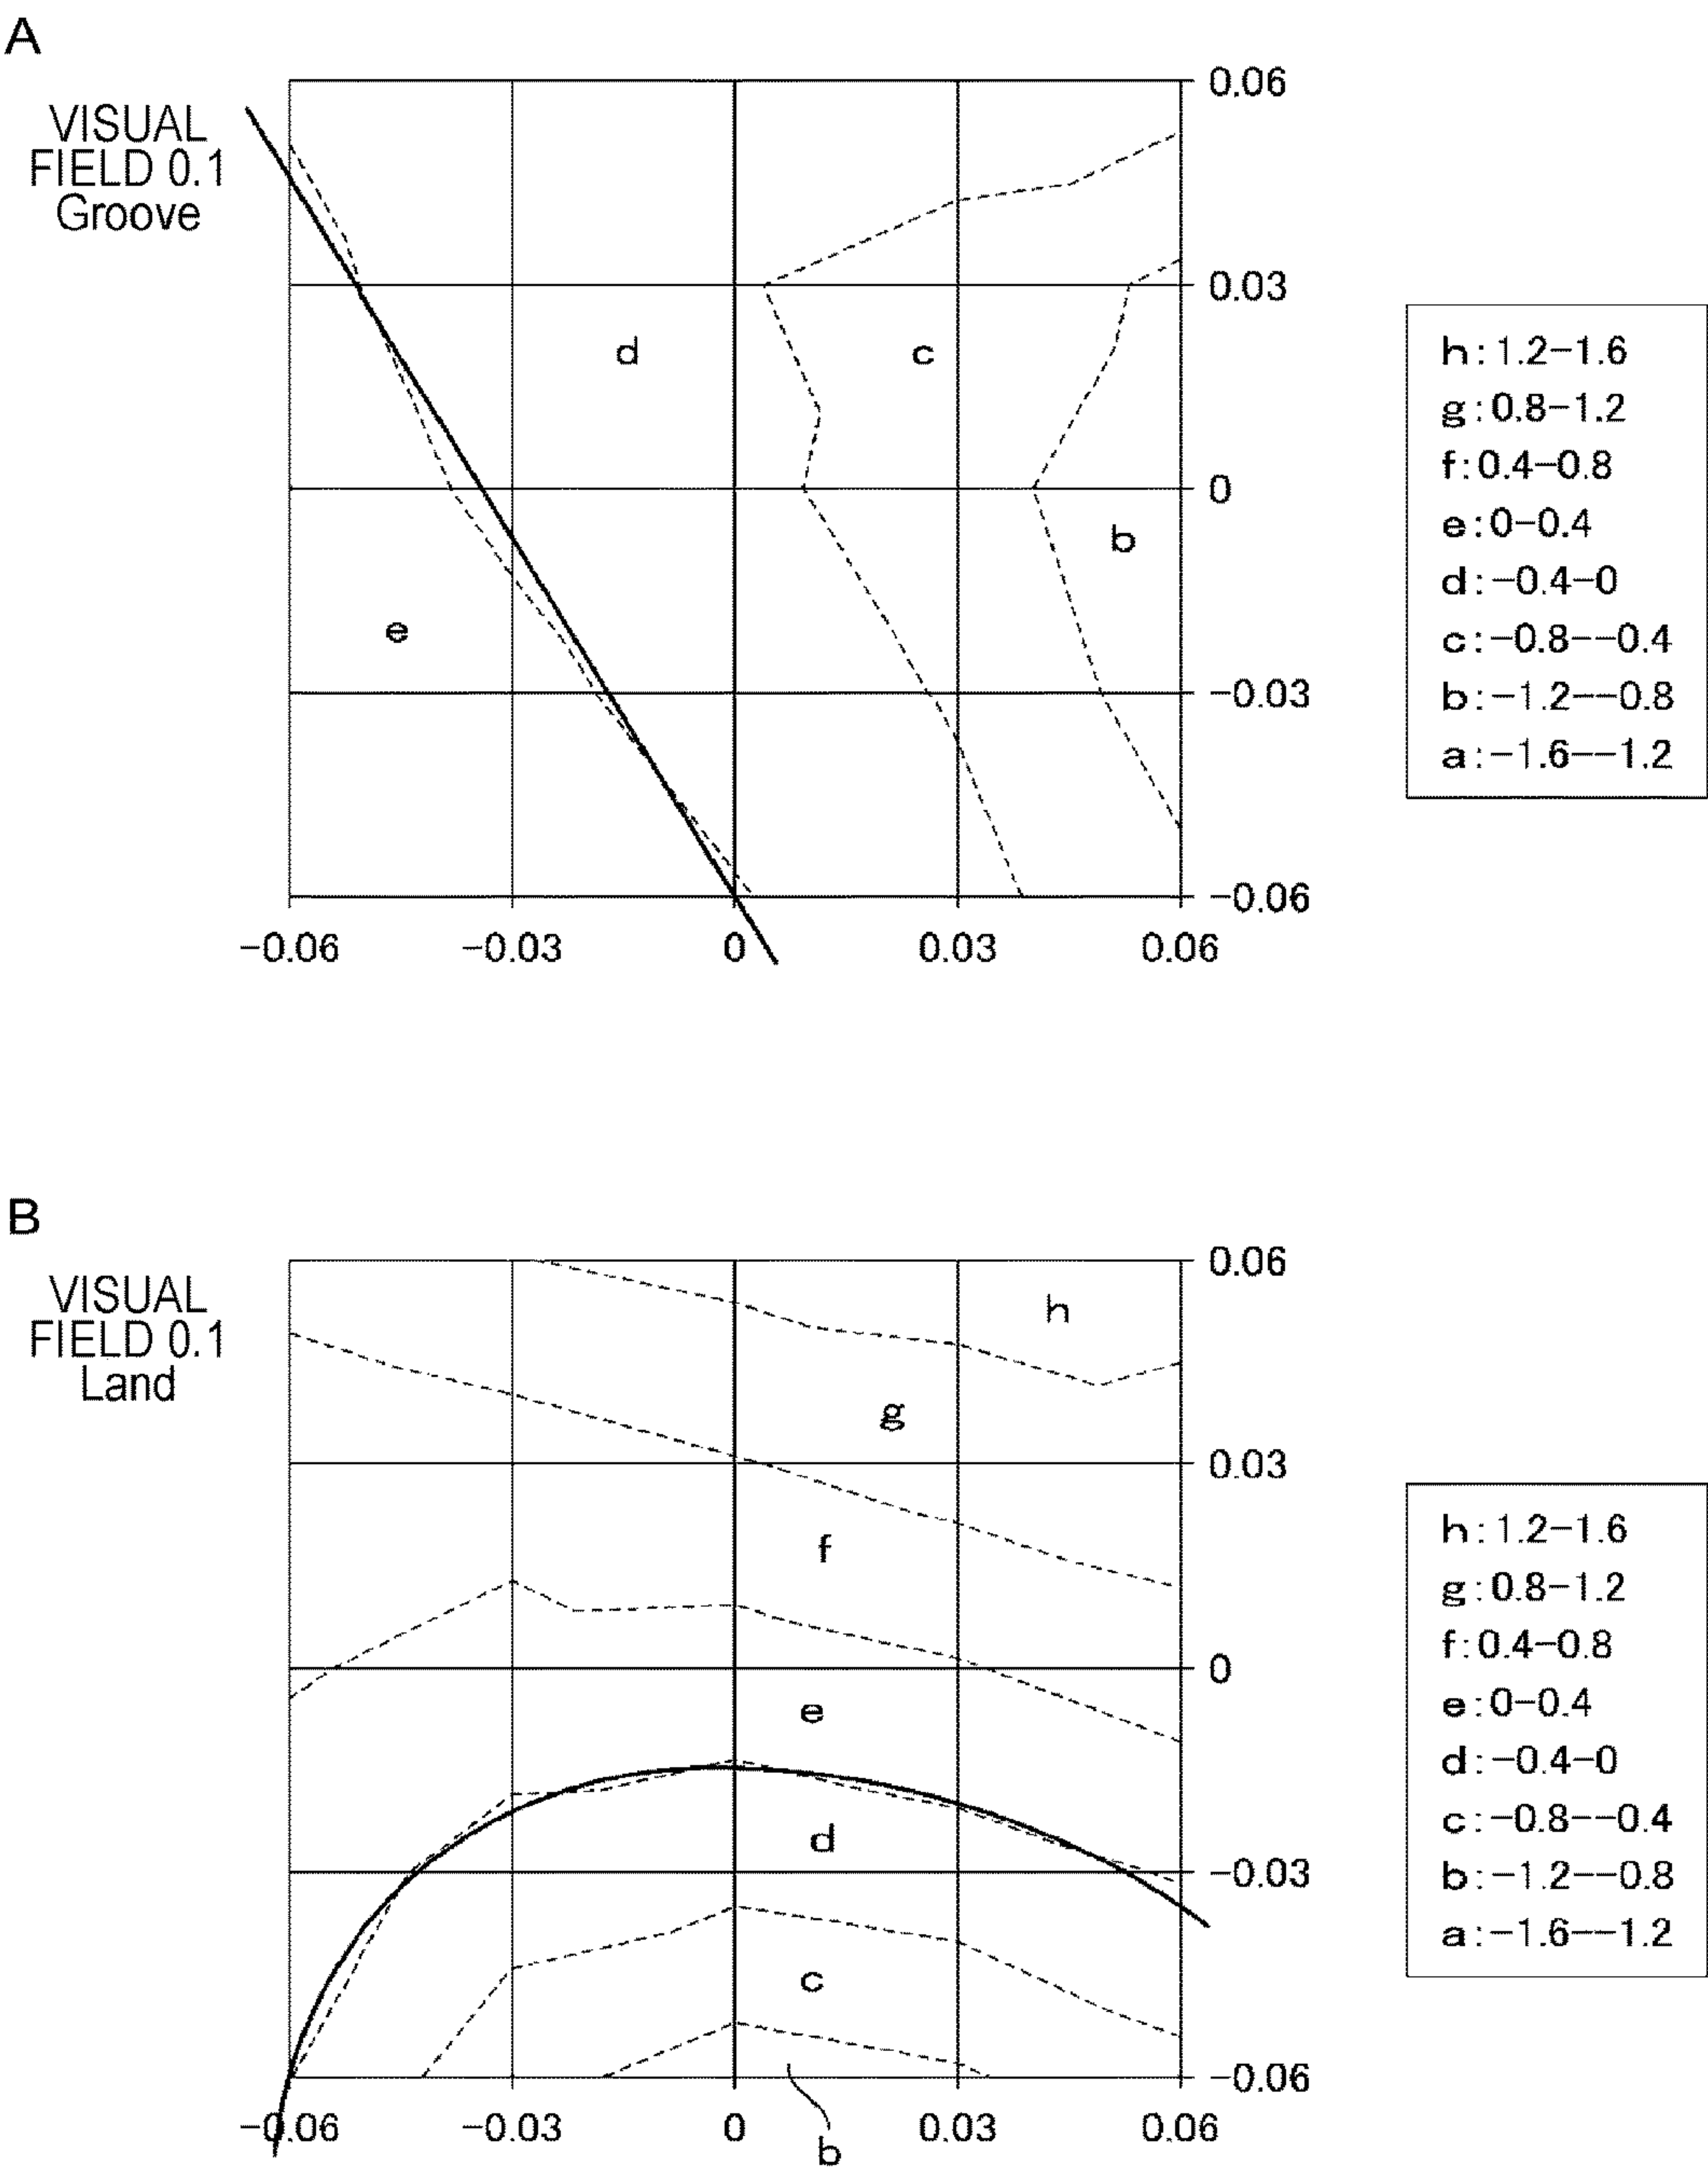 A
VISUAL
FIELD 0.1
Groove
0.06
0.03
0
−0.03
−0.06
−0.06 −0.03 0 0.03 0.06
d
c
b
e
h:1.2−1.6
g:0.8−1.2
f:0.4−0.8
e:0−0.4
d:−0.4−0
c:−0.8−−0.4
b:−1.2−−0.8
a:−1.6−−1.2
B
VISUAL
FIELD 0.1
Land
0.06
0.03
0
−0.03
−0.06
−0.06 −0.03 0 0.03 0.06
h
g
f
e
d
c
b
h:1.2−1.6
g:0.8−1.2
f:0.4−0.8
e:0−0.4
d:−0.4−0
c:−0.8−−0.4
b:−1.2−−0.8
a:−1.6−−1.2